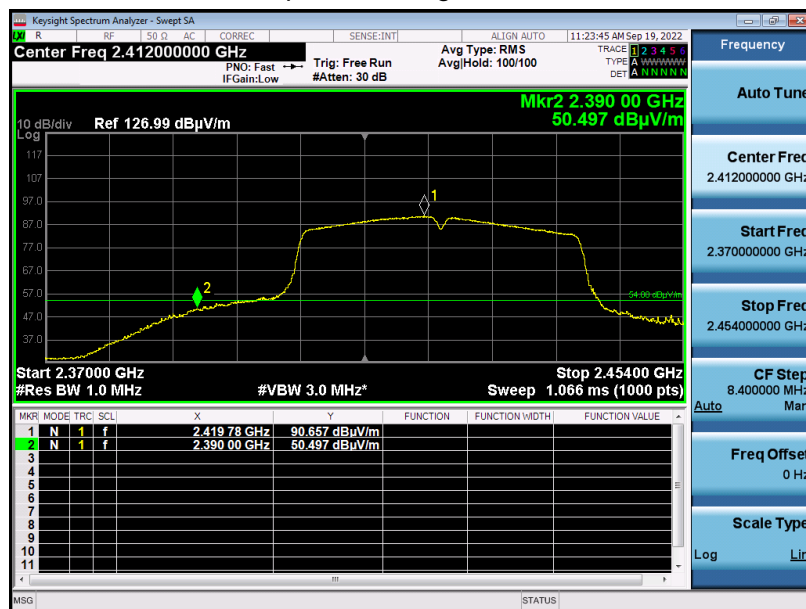 Keysight Spectrum Analyzer - Swept SA
LXI R RF 50 Ω AC CORREC SENSE:INT ALIGN AUTO 11:23:45 AM Sep 19, 2022
Center Freq 2.412000000 GHz
PNO: Fast
IFGain:Low
Trig: Free Run
#Atten: 30 dB
Avg Type: RMS
Avg|Hold: 100/100
TRACE 1 2 3 4 5 6
TYPE A WWWWW
DET A N N N N N
Mkr2 2.390 00 GHz
50.497 dBµV/m
10 dB/div Ref 126.99 dBµV/m
Log
117
107
97.0
87.0
77.0
67.0
57.0
47.0
37.0
1
2
54.00 dBµV/m
Start 2.37000 GHz Stop 2.45400 GHz
#Res BW 1.0 MHz #VBW 3.0 MHz* Sweep 1.066 ms (1000 pts)
MKR MODE TRC SCL X Y FUNCTION FUNCTION WIDTH FUNCTION VALUE
1 N 1 f 2.419 78 GHz 90.657 dBµV/m
2 N 1 f 2.390 00 GHz 50.497 dBµV/m
3
4
5
6
7
8
9
10
11
MSG STATUS
Frequency
Auto Tune
Center Freq
2.412000000 GHz
Start Freq
2.370000000 GHz
Stop Freq
2.454000000 GHz
CF Step
8.400000 MHz
Auto Man
Freq Offset
0 Hz
Scale Type
Log Lin